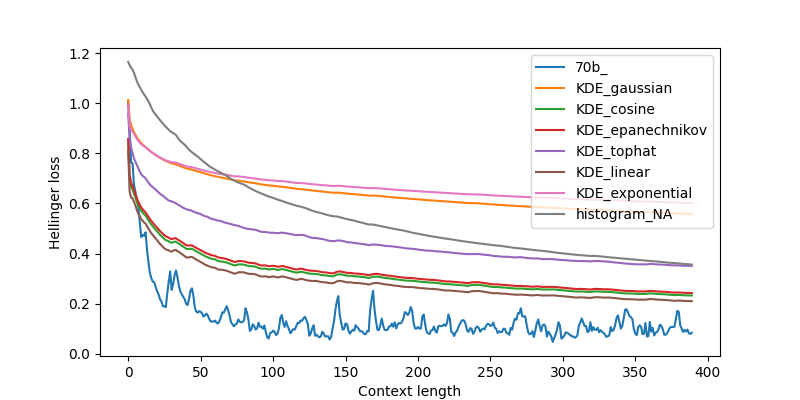 1.2
1.0
0.8
0.6
0.4
0.2
0.0
Hellinger loss
70b_
KDE_gaussian
KDE_cosine
KDE_epanechnikov
KDE_tophat
KDE_linear
KDE_exponential
histogram_NA
0 50 100 150 200 250 300 350 400
Context length